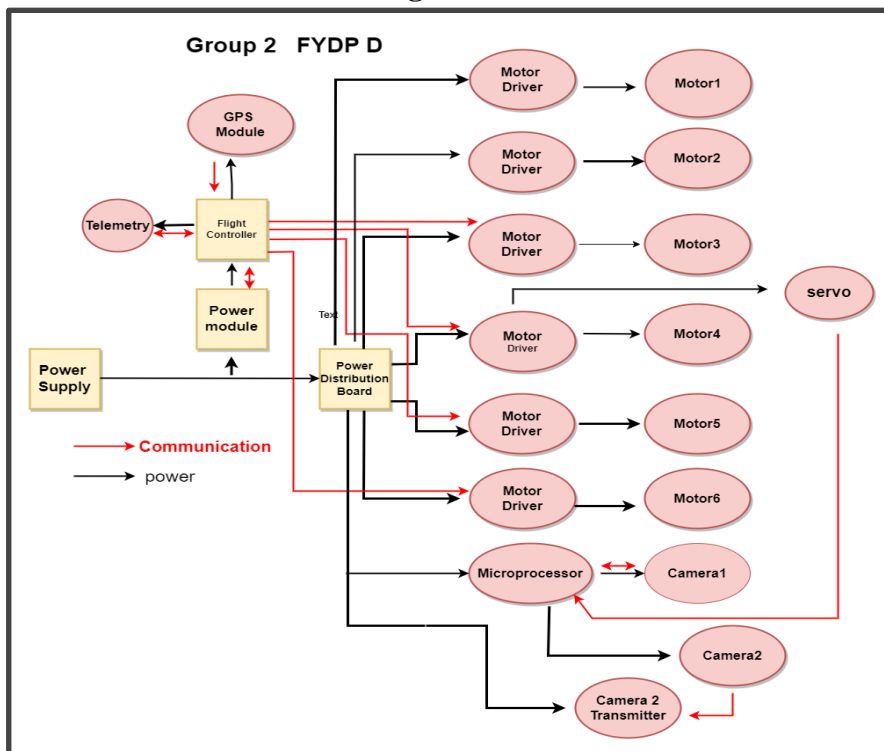 Group 2 FYDP D
Motor
Driver
Motor1
GPS
Module
Motor
Driver
Motor2
Telemetry
Flight
Controller
Motor
Driver
Motor3
servo
Power
module
Text
Motor
Driver
Motor4
Power
Supply
Power
Distribution
Board
Motor
Driver
Motor5
Communication
power
Motor
Driver
Motor6
Microprocessor
Camera1
Camera2
Camera 2
Transmitter